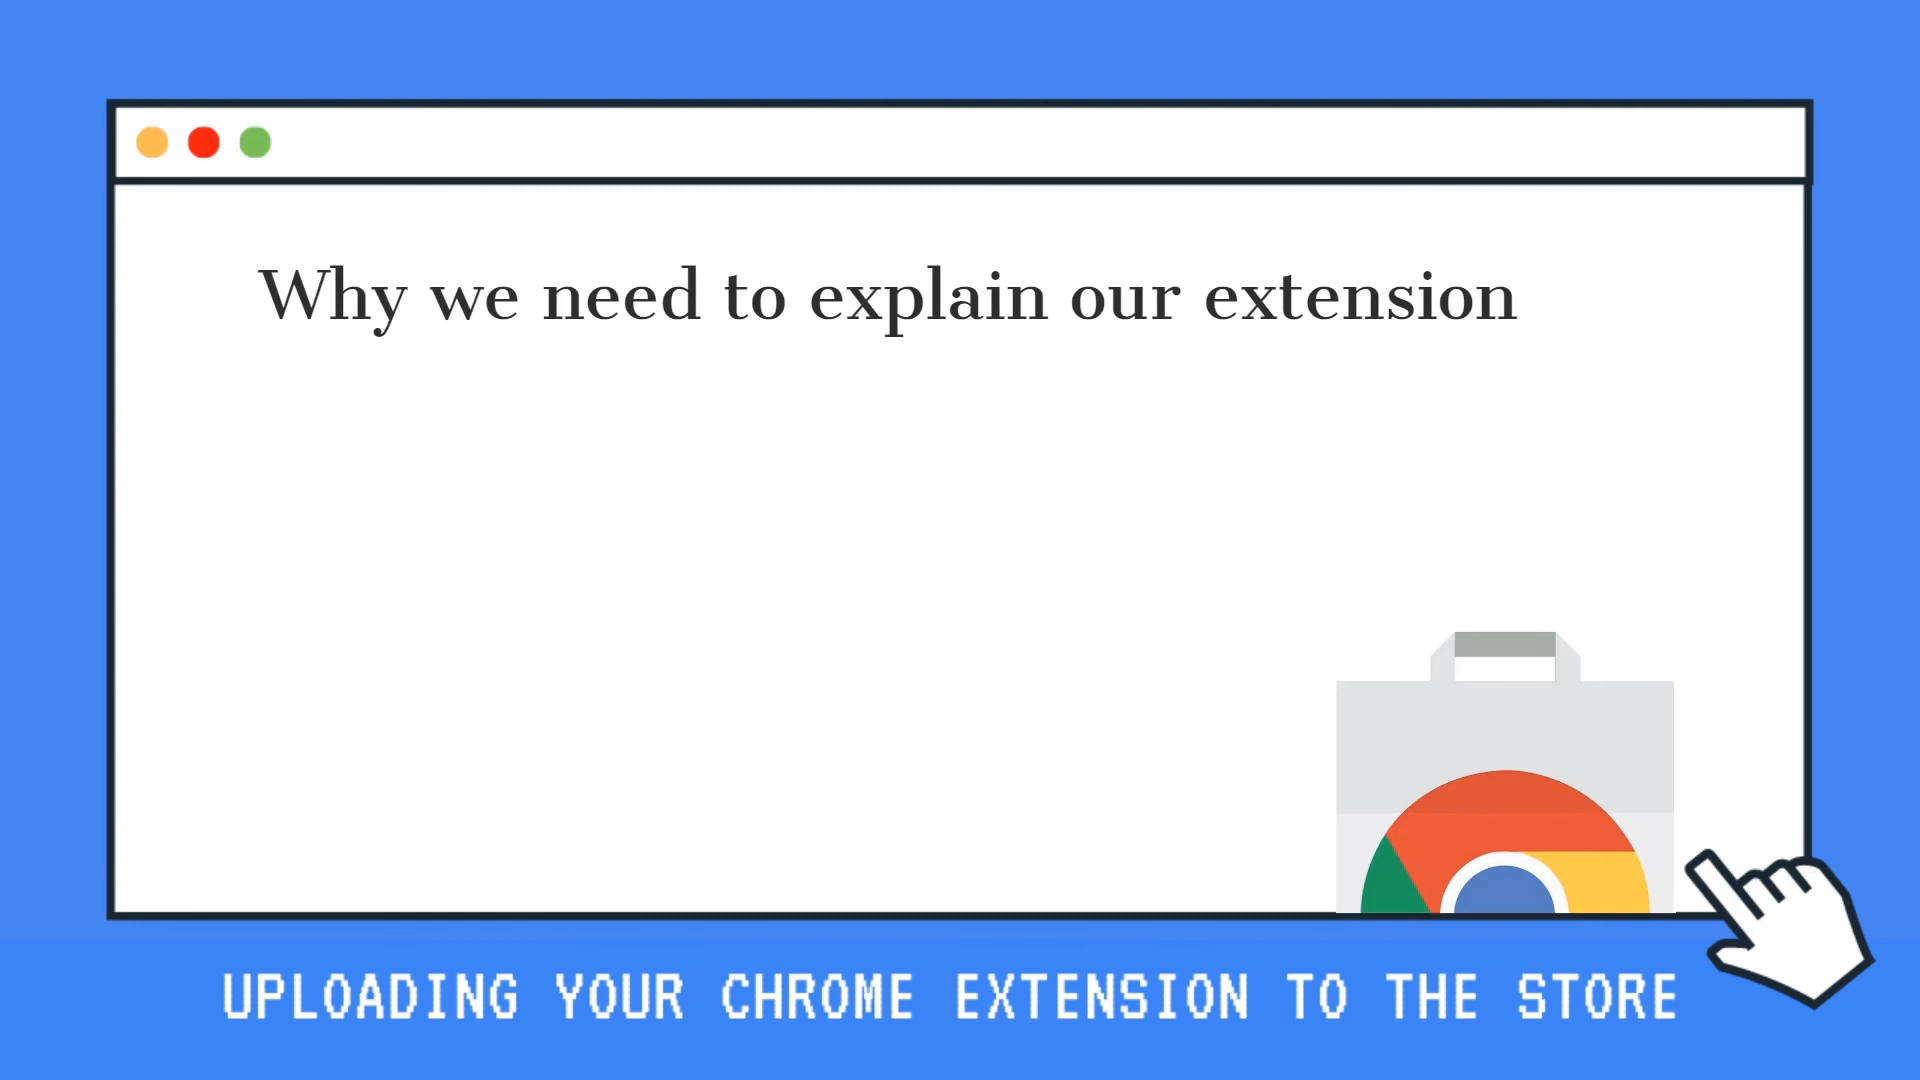 Why we need to explain our extension
UPLOADING YOUR CHROME EXTENSION TO THE STORE